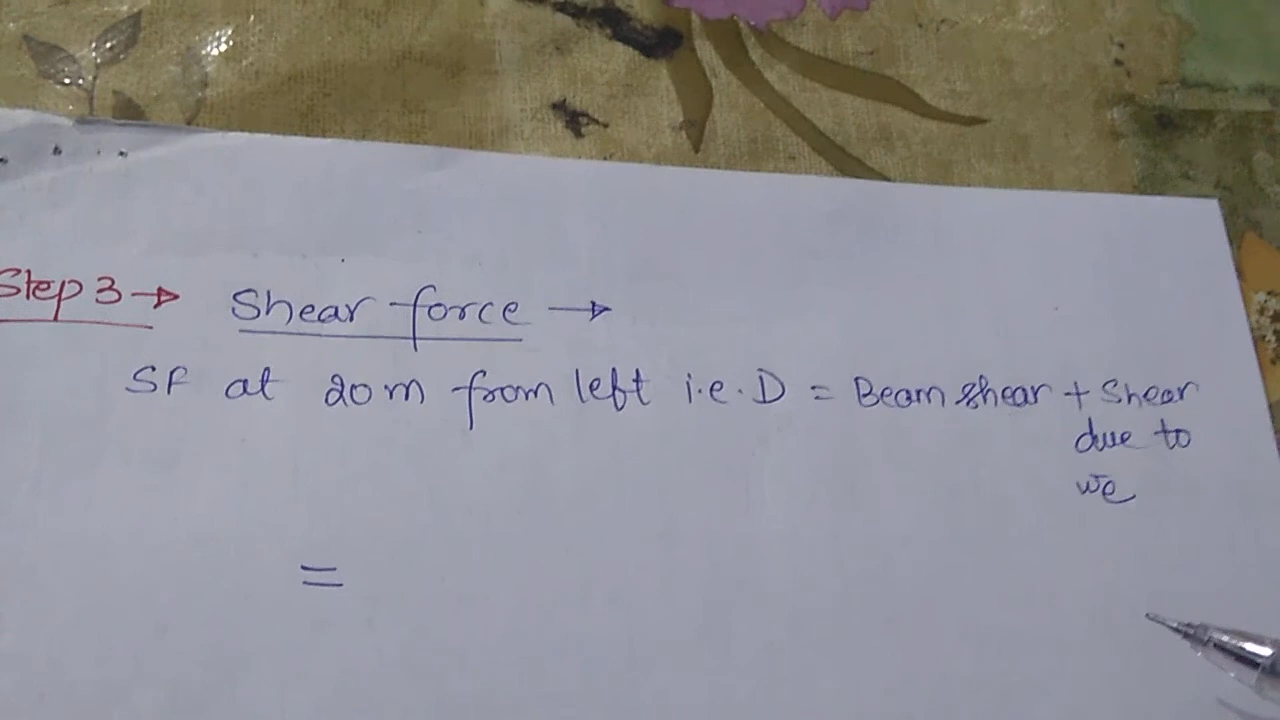 Step 3 → Shear force →
SF at 20m from left i.e. D = Beam shear + Shear
due to
we
=